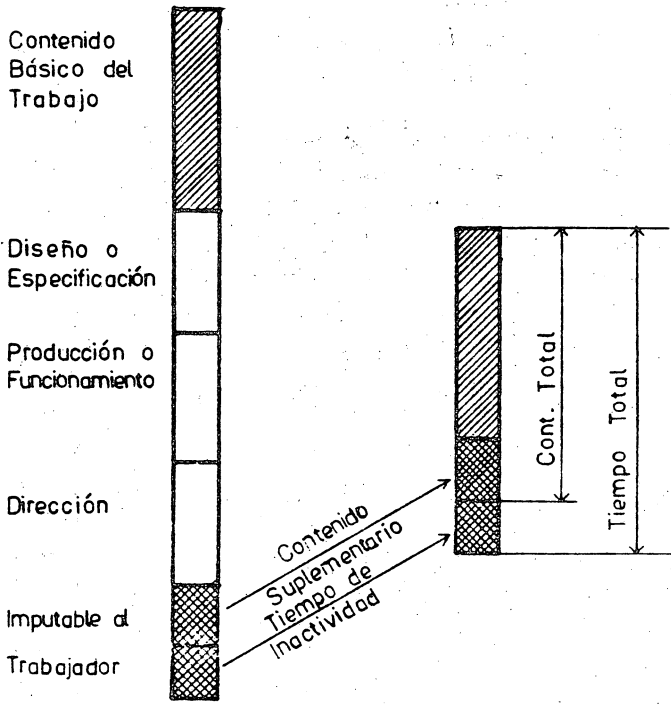 Contenido
Básico del
Trabajo
Diseño o
Especificación
Producción o
Funcionamiento
Dirección
Imputable al
Trabajador
Contenido
Suplementario
Tiempo de
Inactividad
Cont. Total
Tiempo Total